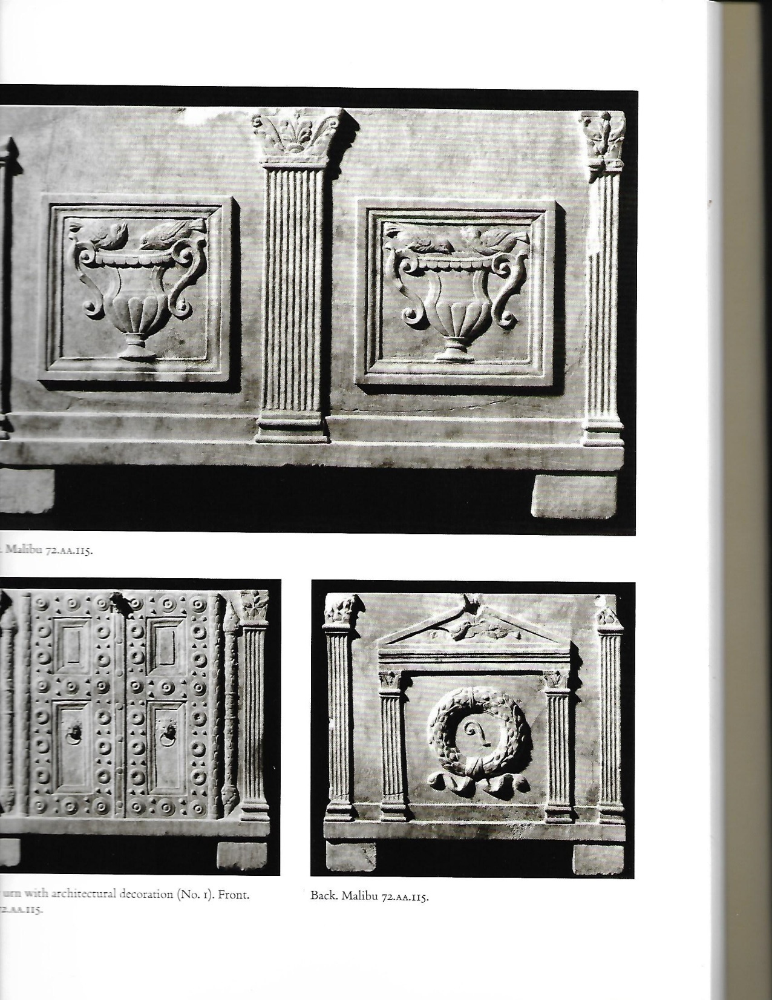 . Malibu 72.AA.115.
urn with architectural decoration (No. 1). Front.
72.AA.115.
Back. Malibu 72.AA.115.